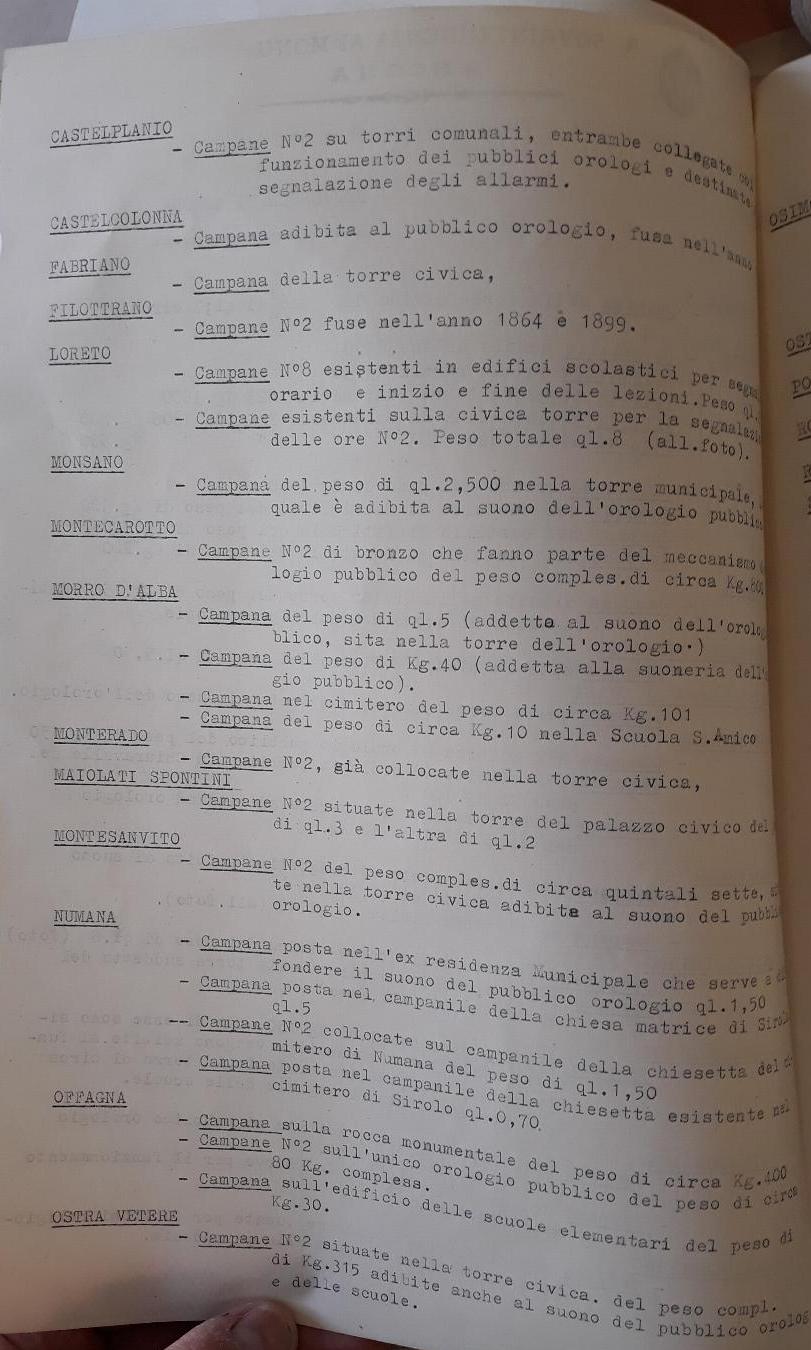 CASTELPLANIO
- Campane N°2 su torri comunali, entrambe collegate col
funzionamento dei pubblici orologi e destinate
segnalazione degli allarmi.
CASTELCOLONNA
- Campana adibita al pubblico orologio, fusa nell'anno
FABRIANO
- Campana della torre civica,
FILOTTRANO
- Campane N°2 fuse nell'anno 1864 e 1899.
LORETO
- Campane N°8 esistenti in edifici scolastici per
orario e inizio e fine delle lezioni.Peso ql.
- Campane esistenti sulla civica torre per la
delle ore N°2. Peso totale ql.8 (all.foto).
MONSANO
- Campana del peso di ql.2,500 nella torre municipale,
quale è adibita al suono dell'orologio
MONTECAROTTO
- Campane N°2 di bronzo che fanno parte del meccanismo
logio pubblico del peso comples.di circa
MORRO D'ALBA
- Campana del peso di ql.5 (addetta al suono
blico, sita nella torre dell'orologio.)
- Campana del peso di Kg.40 (addetta alla suoneria
gio pubblico).
- Campana nel cimitero del peso di circa Kg.101
- Campana del peso di circa Kg.10 nella Scuola S.Amico
MONTERADO
- Campane N°2, già collocate nella torre civica,
MAIOLATI SPONTINI
- Campane N°2 situate nella torre del palazzo civico del
di ql.3 e l'altra di ql.2
MONTESANVITO
- Campane N°2 del peso comples.di circa quintali sette,
te nella torre civica adibite al suono del
orologio.
NUMANA
- Campana posta nell'ex residenza Municipale che serve a
fondere il suono del pubblico orologio ql.1,50
- Campana posta nel campanile della chiesa matrice di
ql.5
-- Campane N°2 collocate sul campanile della chiesetta del
mitero di Numana del peso di ql.1,50
- Campana posta nel campanile della chiesetta esistente nel
cimitero di Sirolo ql.0,70.
OFFAGNA
- Campana sulla rocca monumentale del peso di circa Kg.400
- Campane N°2 sull'unico orologio pubblico del peso di circa
80 Kg. compless.
- Campana sull'edificio delle scuole elementari del peso di
Kg.30.
OSTRA VETERE
- Campane N°2 situate nella torre civica. del peso compl.
di Kg.315 adibite anche al suono del pubblico
e delle scuole.